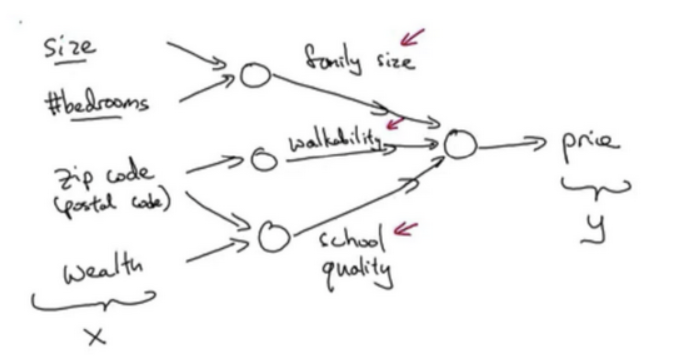 size
family size
#bedrooms
walkability
price
zip code
(postal code)
y
school
quality
wealth
x